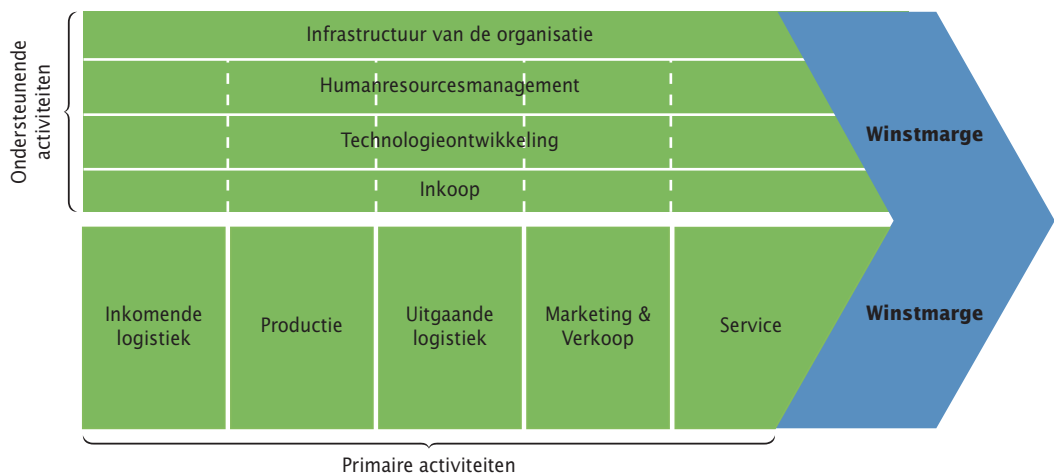 Ondersteunende
activiteiten
Infrastructuur van de organisatie
Humanresourcesmanagement
Technologieontwikkeling
Inkoop
Winstmarge
Inkomende
logistiek
Productie
Uitgaande
logistiek
Marketing &
Verkoop
Service
Winstmarge
Primaire activiteiten